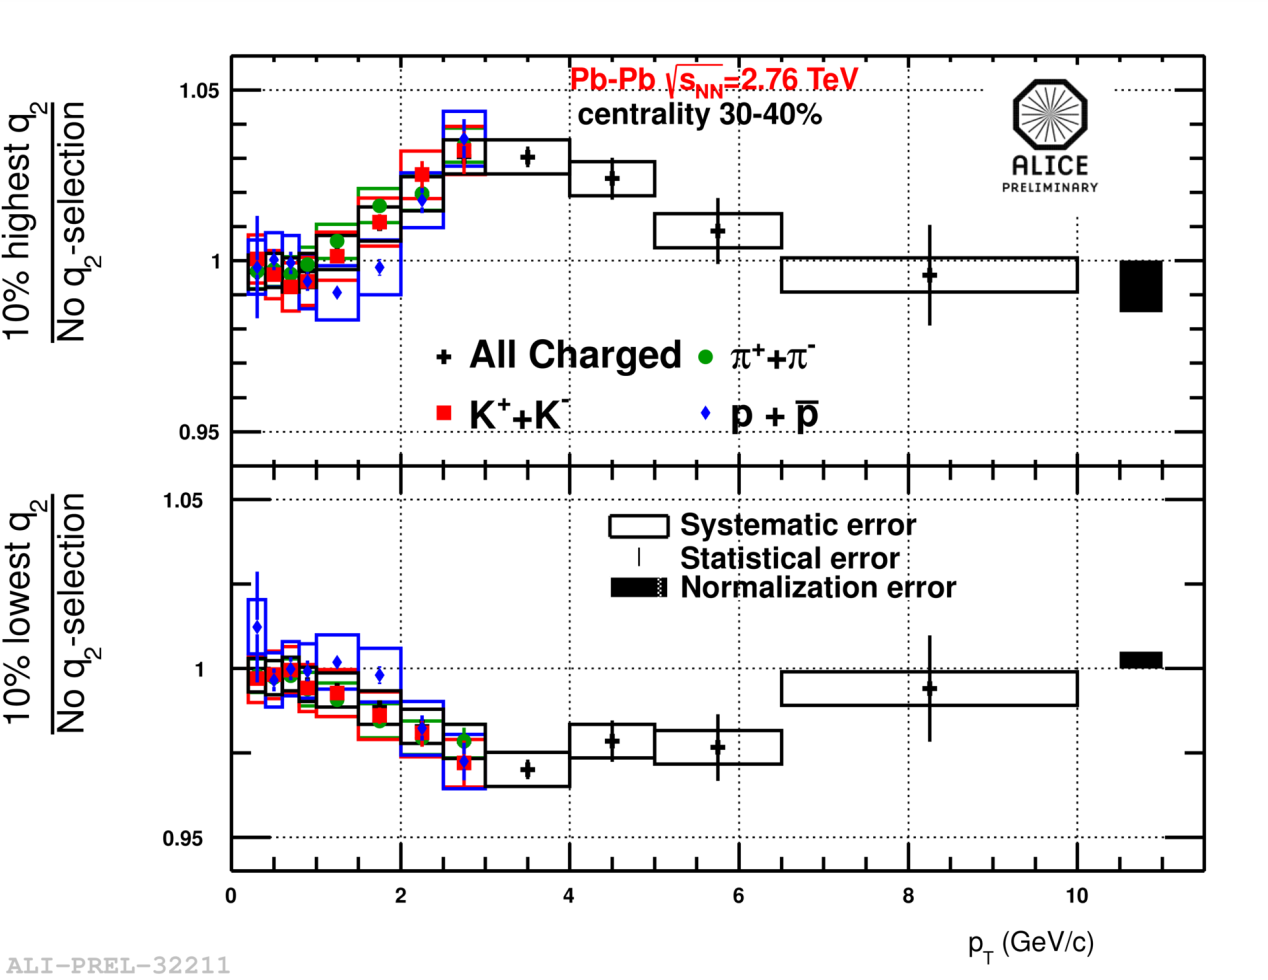 Pb-Pb √s_NN=2.76 TeV
centrality 30-40%
ALICE
PRELIMINARY
10% highest q₂
No q₂-selection
1.05
1
0.95
All Charged
π⁺+π⁻
K⁺+K⁻
p + p̅
10% lowest q₂
No q₂-selection
1.05
1
0.95
Systematic error
Statistical error
Normalization error
0 2 4 6 8 10
p_T (GeV/c)
ALI-PREL-32211